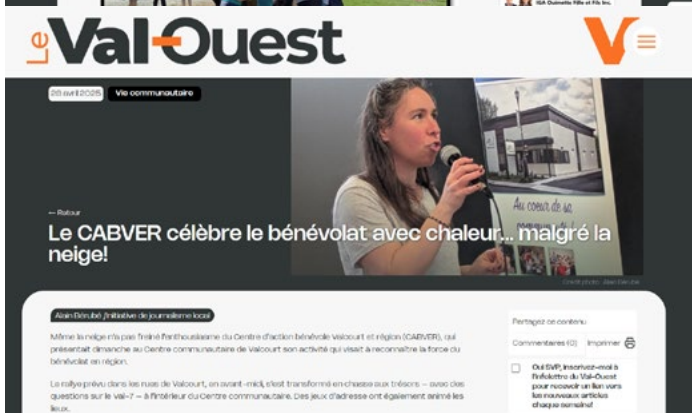 IGA Ouimette Fille et Fils Inc.
Le Val-Ouest
V
28 avril 2025 Vie communautaire
Au coeur de sa
← Retour
Le CABVER célèbre le bénévolat avec chaleur... malgré la
neige!
Crédit photo : Alain Bérubé
Alain Bérubé, Initiative de journalisme local
Partagez ce contenu
Commentaires (0) Imprimer
Même la neige n'a pas freiné l'enthousiasme du Centre d'action bénévole Valcourt et région (CABVER), qui
présentait dimanche au Centre communautaire de Valcourt son activité qui visait à reconnaître la force du
bénévolat en région.
Oui SVP, inscrivez-moi à
l'infolettre du Val-Ouest
pour recevoir un lien vers
les nouveaux articles
chaque semaine!
Le rallye prévu dans les rues de Valcourt, en avant-midi, s'est transformé en chasse aux trésors – avec des
questions sur le Val-7 – à l'intérieur du Centre communautaire. Des jeux d'adresse ont également animé les
lieux.